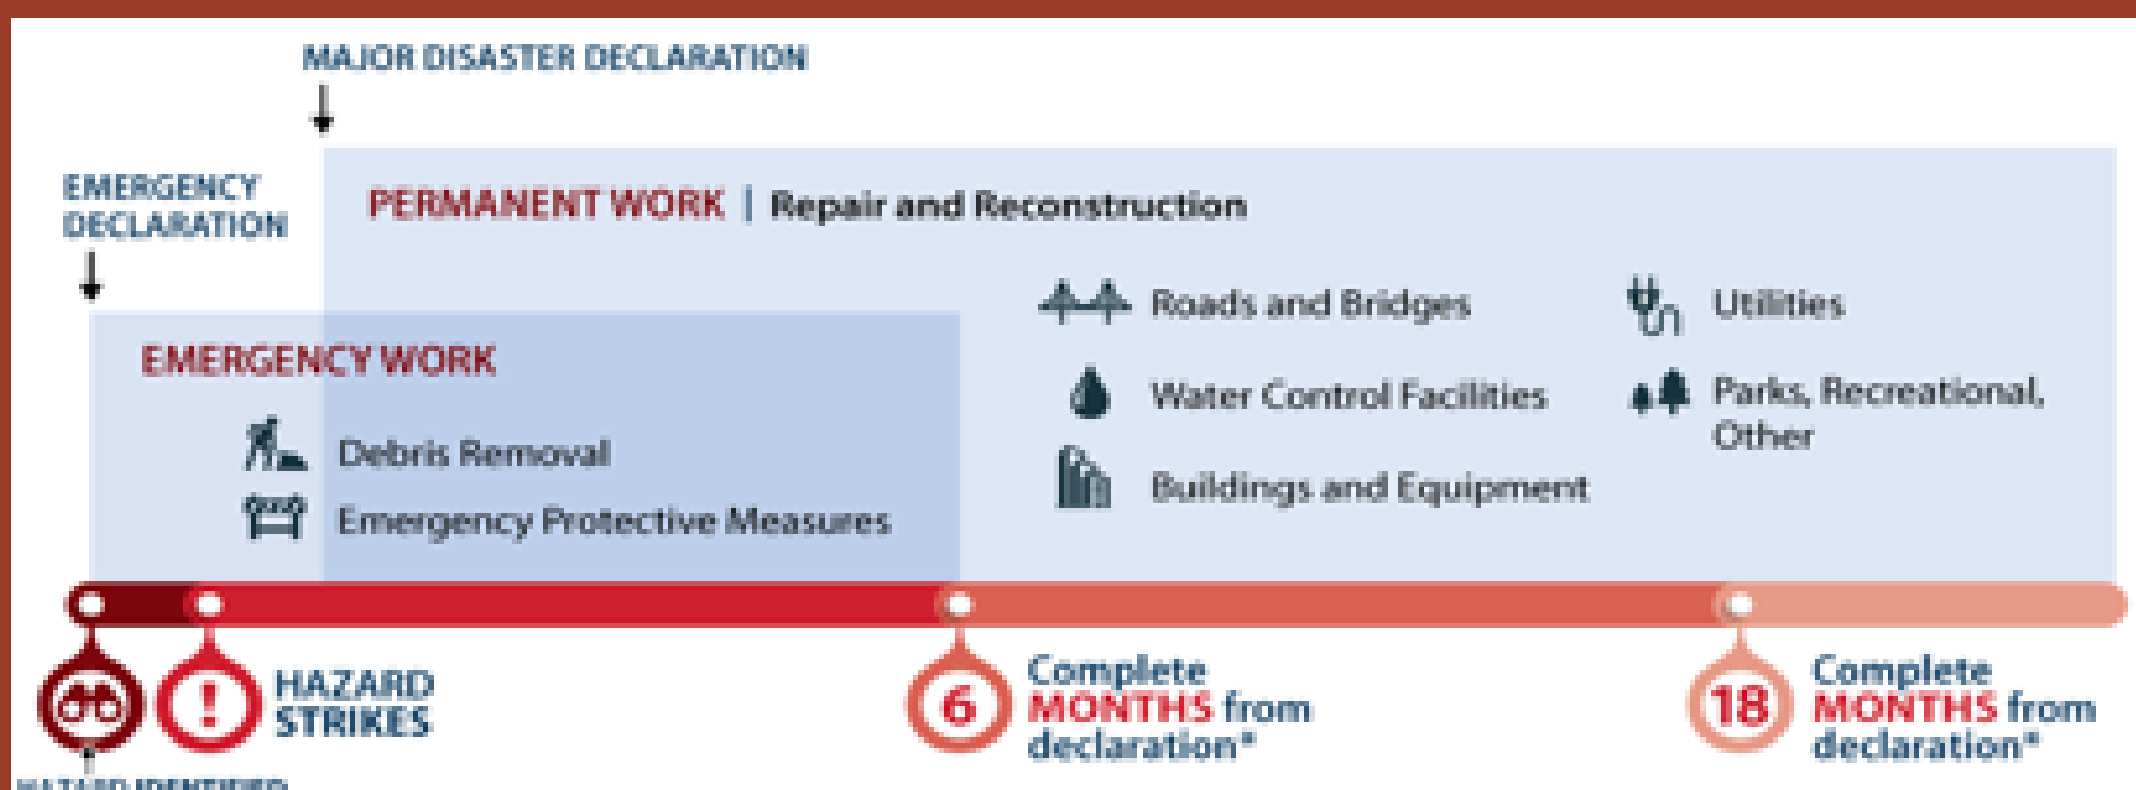 MAJOR DISASTER DECLARATION
EMERGENCY
DECLARATION
PERMANENT WORK | Repair and Reconstruction
Roads and Bridges
Utilities
EMERGENCY WORK
Water Control Facilities
Parks, Recreational,
Other
Debris Removal
Buildings and Equipment
Emergency Protective Measures
!
HAZARD
STRIKES
6
Complete
MONTHS from
declaration*
18
Complete
MONTHS from
declaration*
HAZARD IDENTIFIED